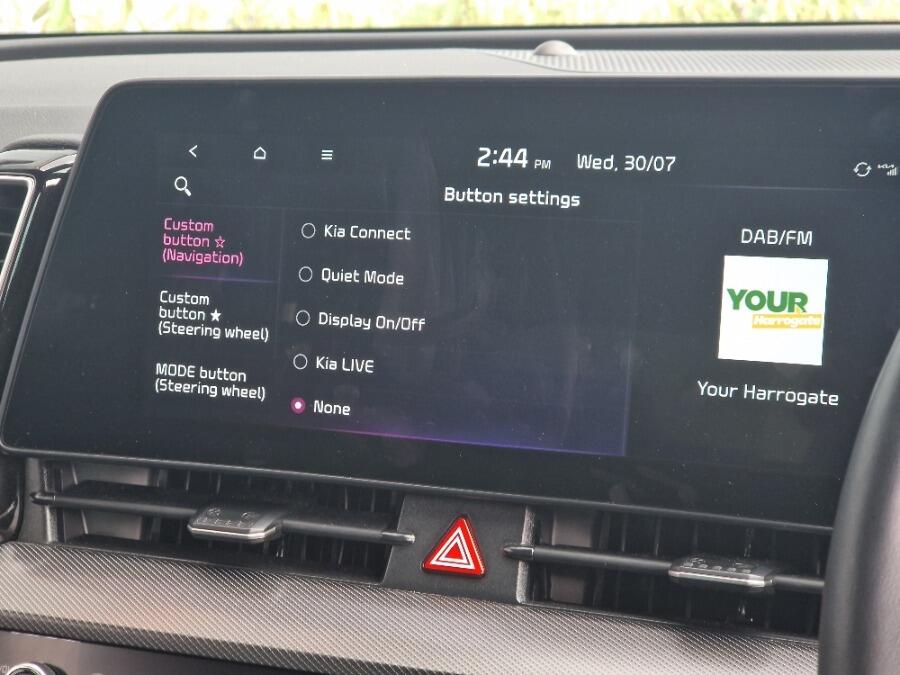 2:44 PM Wed, 30/07
Button settings
Custom
button ☆
(Navigation)
Custom
button ★
(Steering wheel)
MODE button
(Steering wheel)
Kia Connect
Quiet Mode
Display On/Off
Kia LIVE
None
DAB/FM
YOUR
Harrogate
Your Harrogate